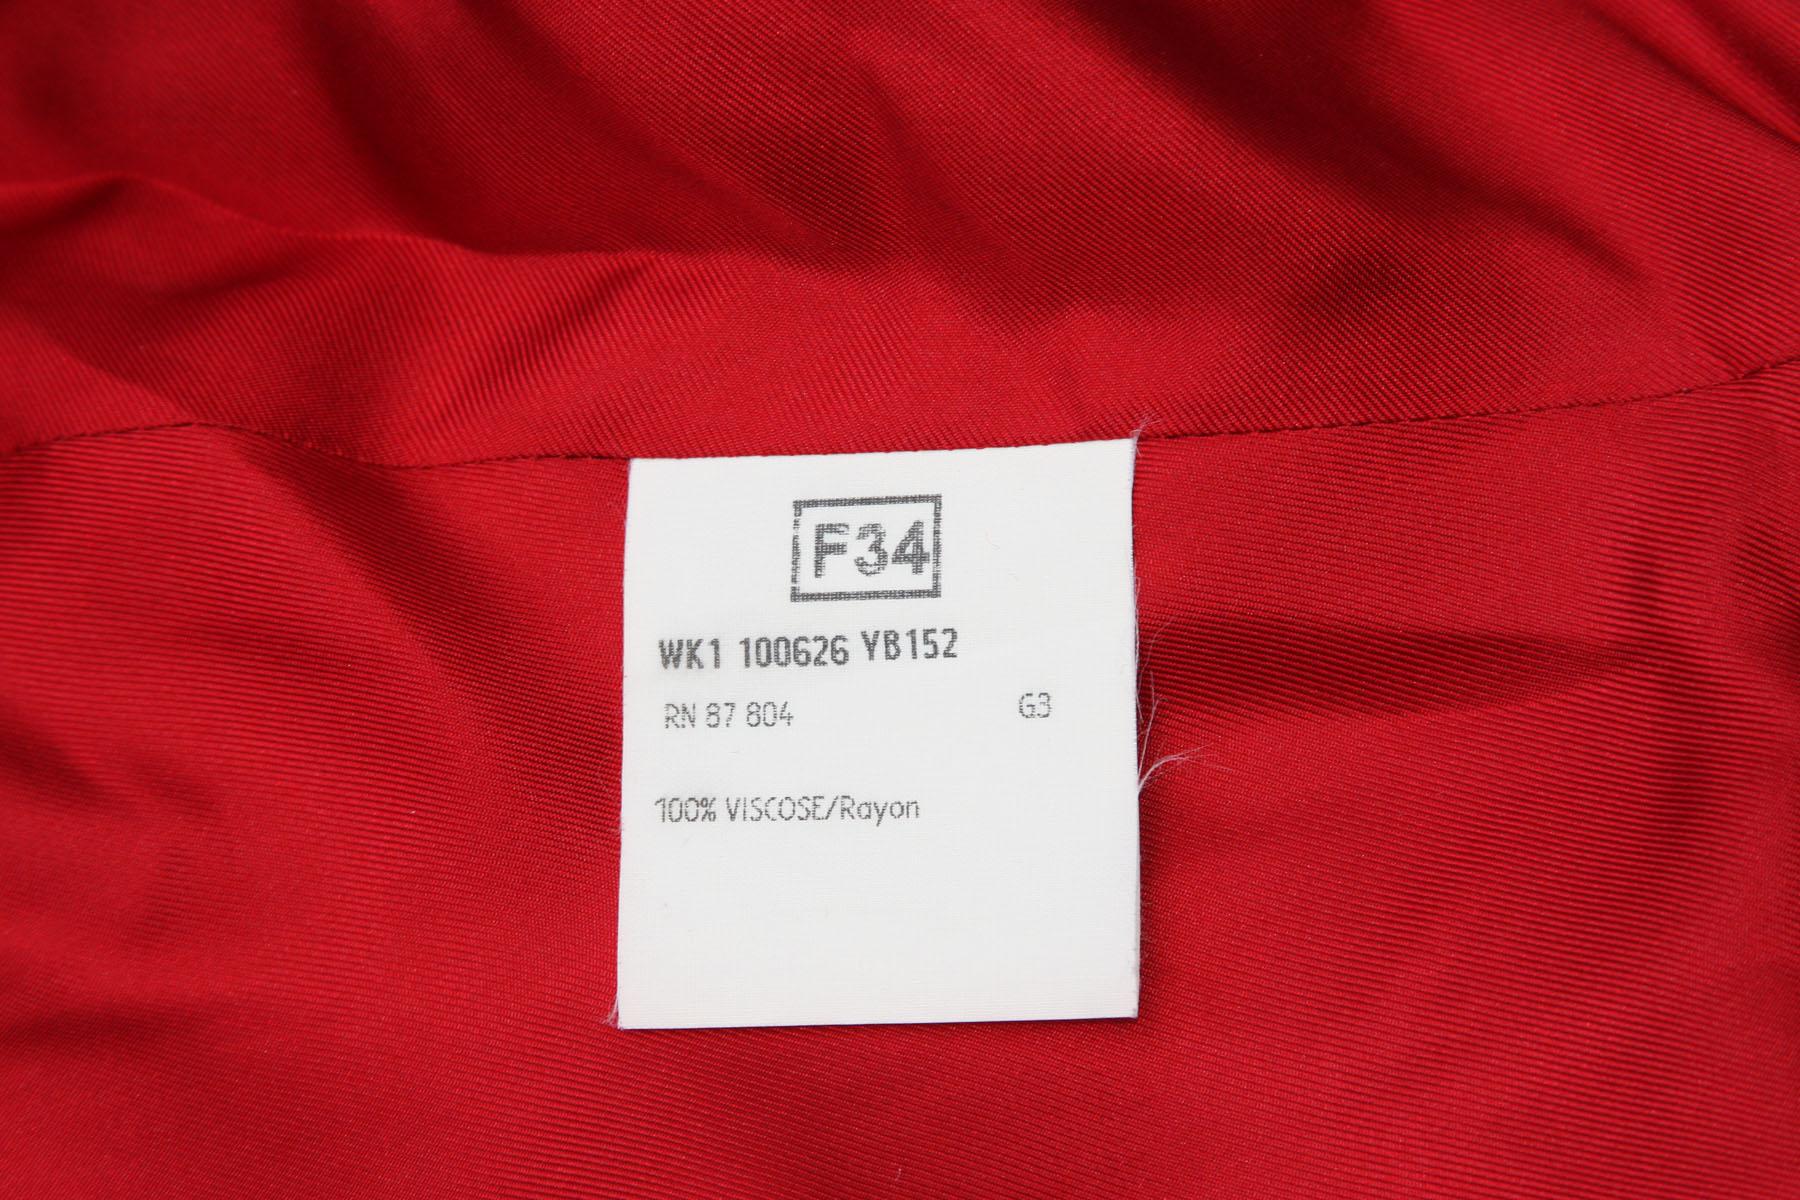 F34
WK1 100626 YB152
RN 87 804 G3
100% VISCOSE/Rayon